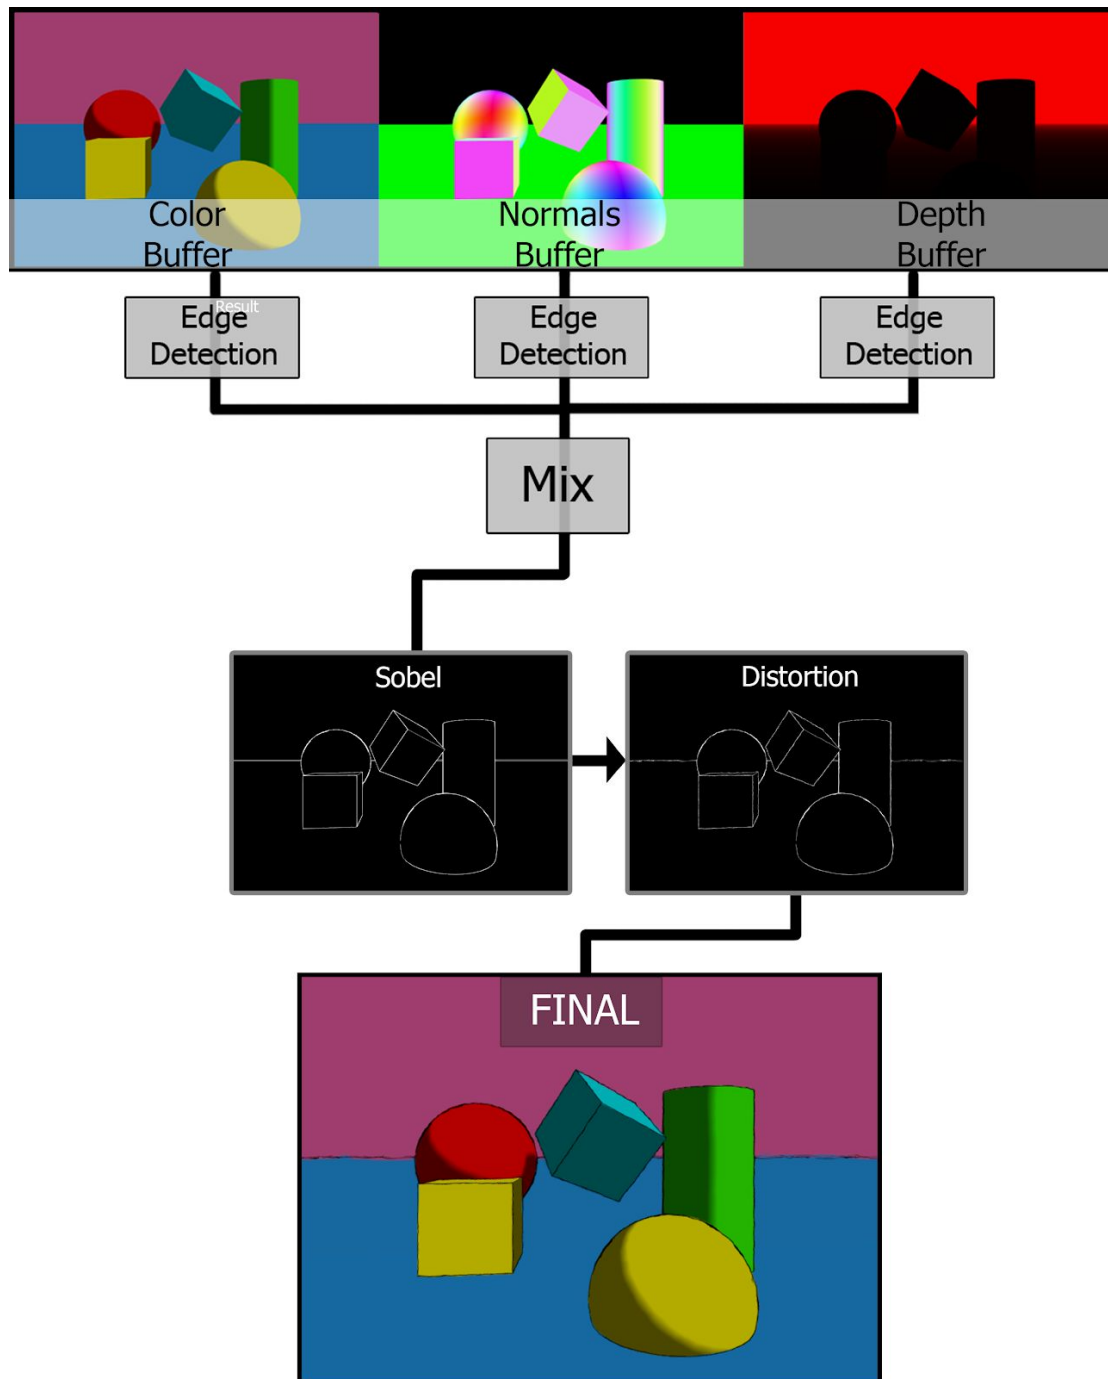 Color
Buffer
Normals
Buffer
Depth
Buffer
Result
Edge
Detection
Edge
Detection
Edge
Detection
Mix
Sobel
Distortion
FINAL